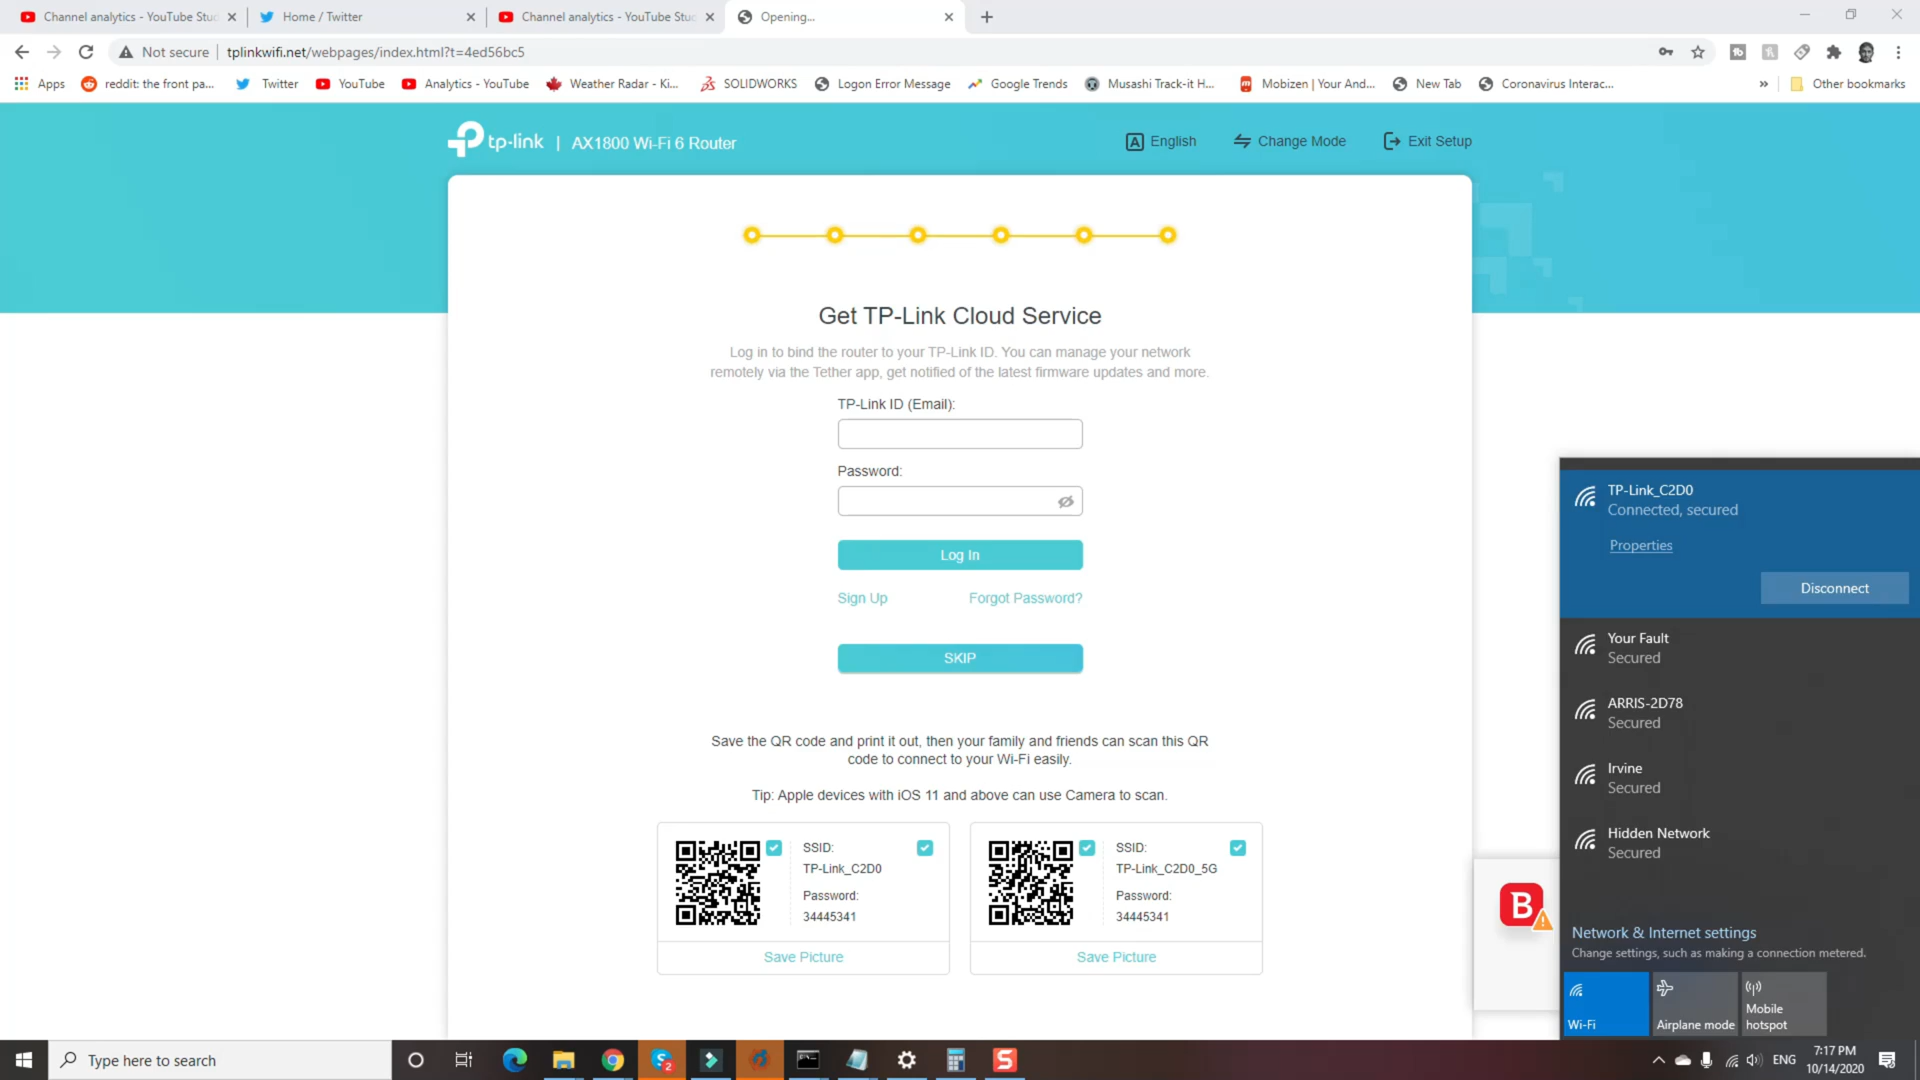 Channel analytics - YouTube Stu
Home / Twitter
Channel analytics - YouTube Stu
Opening...
Not secure
tplinkwifi.net/webpages/index.html?t=4ed56bc5
Apps
reddit: the front pa...
Twitter
YouTube
Analytics - YouTube
Weather Radar - Ki...
SOLIDWORKS
Logon Error Message
Google Trends
Musashi Track-it H...
Mobizen | Your And...
New Tab
Coronavirus Interac...
»
Other bookmarks
tp-link | AX1800 Wi-Fi 6 Router
A English
Change Mode
Exit Setup
Get TP-Link Cloud Service
Log in to bind the router to your TP-Link ID. You can manage your network
remotely via the Tether app, get notified of the latest firmware updates and more.
TP-Link ID (Email):
Password:
Log In
Sign Up
Forgot Password?
SKIP
Save the QR code and print it out, then your family and friends can scan this QR
code to connect to your Wi-Fi easily.
Tip: Apple devices with iOS 11 and above can use Camera to scan.
SSID:
TP-Link_C2D0
Password:
34445341
Save Picture
SSID:
TP-Link_C2D0_5G
Password:
34445341
Save Picture
TP-Link_C2D0
Connected, secured
Properties
Disconnect
Your Fault
Secured
ARRIS-2D78
Secured
Irvine
Secured
Hidden Network
Secured
B
Network & Internet settings
Change settings, such as making a connection metered.
Wi-Fi
Airplane mode
Mobile
hotspot
Type here to search
2
S
ENG
7:17 PM
10/14/2020